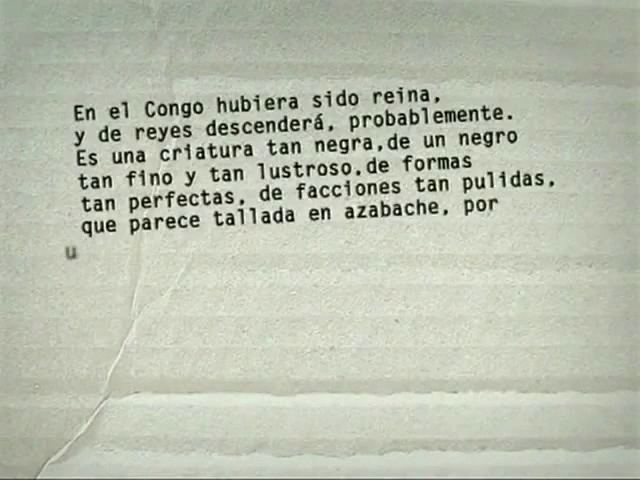 En el Congo hubiera sido reina,
y de reyes descenderá, probablemente.
Es una criatura tan negra,de un negro
tan fino y tan lustroso,de formas
tan perfectas, de facciones tan pulidas,
que parece tallada en azabache, por
u